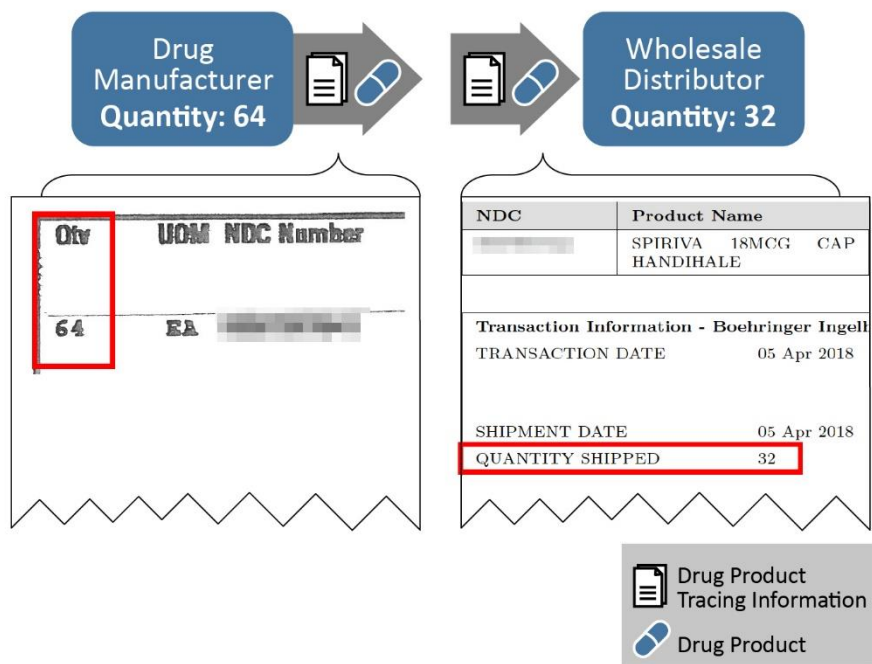 Drug
Manufacturer
Quantity: 64
Wholesale
Distributor
Quantity: 32
Qty UOM NDC Number
64 EA
NDC Product Name
SPIRIVA 18MCG CAP
HANDIHALE
Transaction Information - Boehringer Ingelh
TRANSACTION DATE 05 Apr 2018
SHIPMENT DATE 05 Apr 2018
QUANTITY SHIPPED 32
Drug Product
Tracing Information
Drug Product